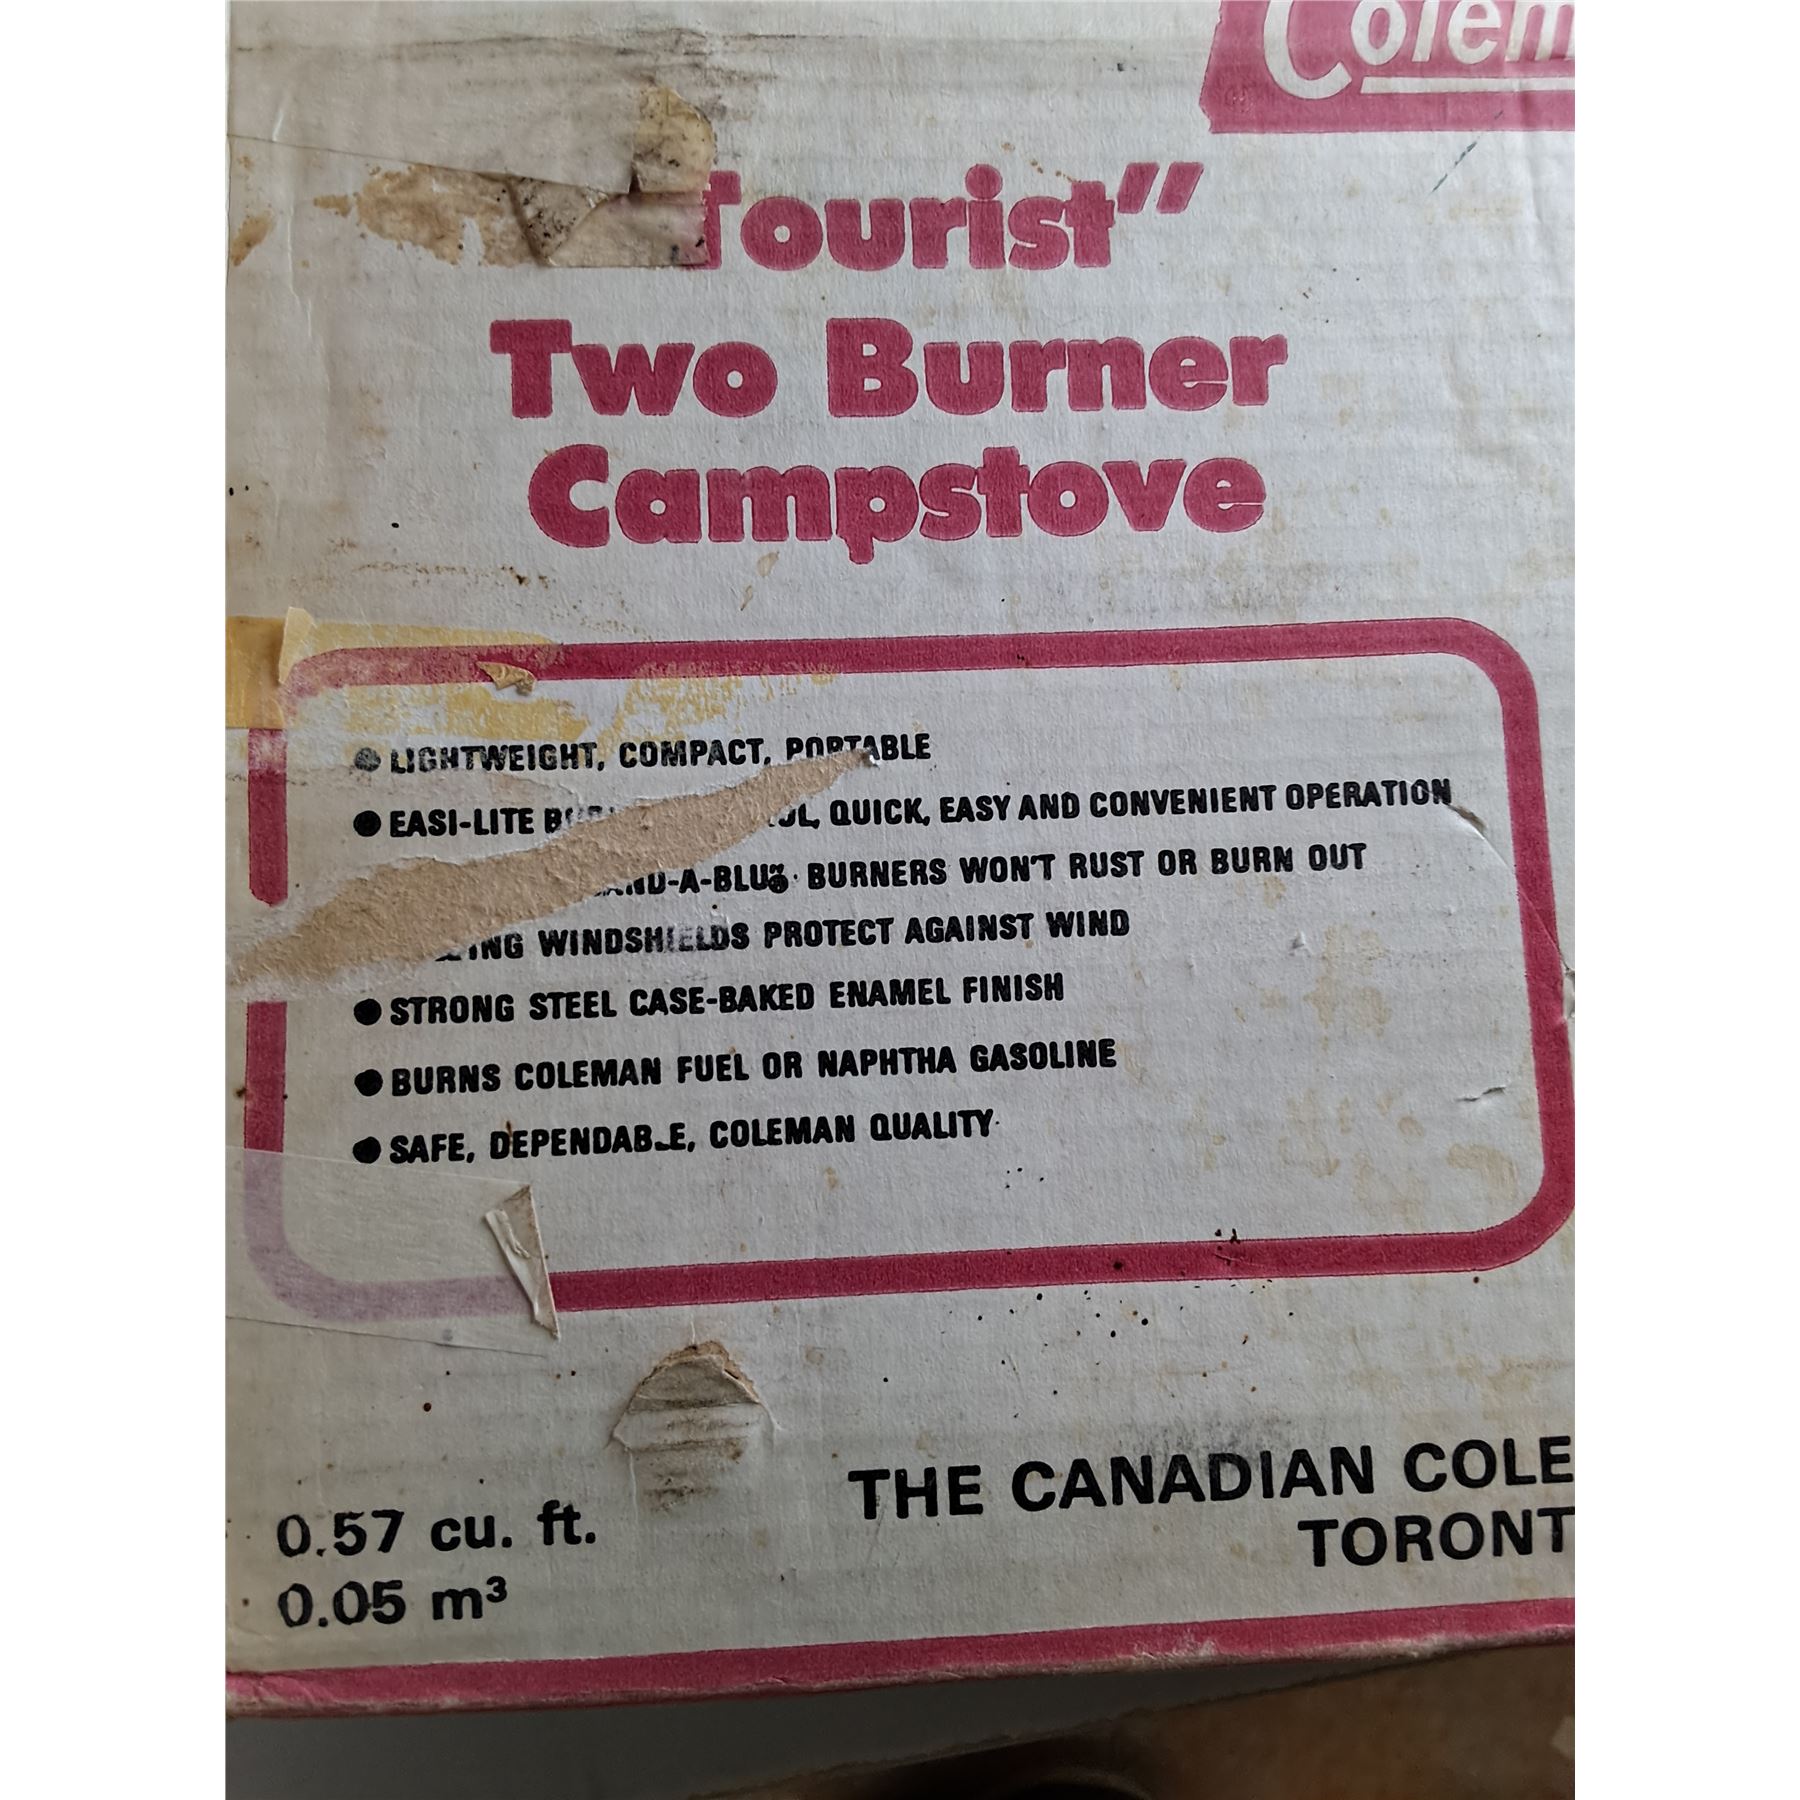 Colem
Tourist”
Two Burner
Campstove
● LIGHTWEIGHT, COMPACT, PORTABLE
● EASI-LITE QUICK, EASY AND CONVENIENT OPERATION
BURNERS WON'T RUST OR BURN OUT
WINDSHIELDS PROTECT AGAINST WIND
● STRONG STEEL CASE-BAKED ENAMEL FINISH
● BURNS COLEMAN FUEL OR NAPHTHA GASOLINE
● SAFE, DEPENDABLE, COLEMAN QUALITY
THE CANADIAN COLE
TORONT
0.57 cu. ft.
0.05 m³